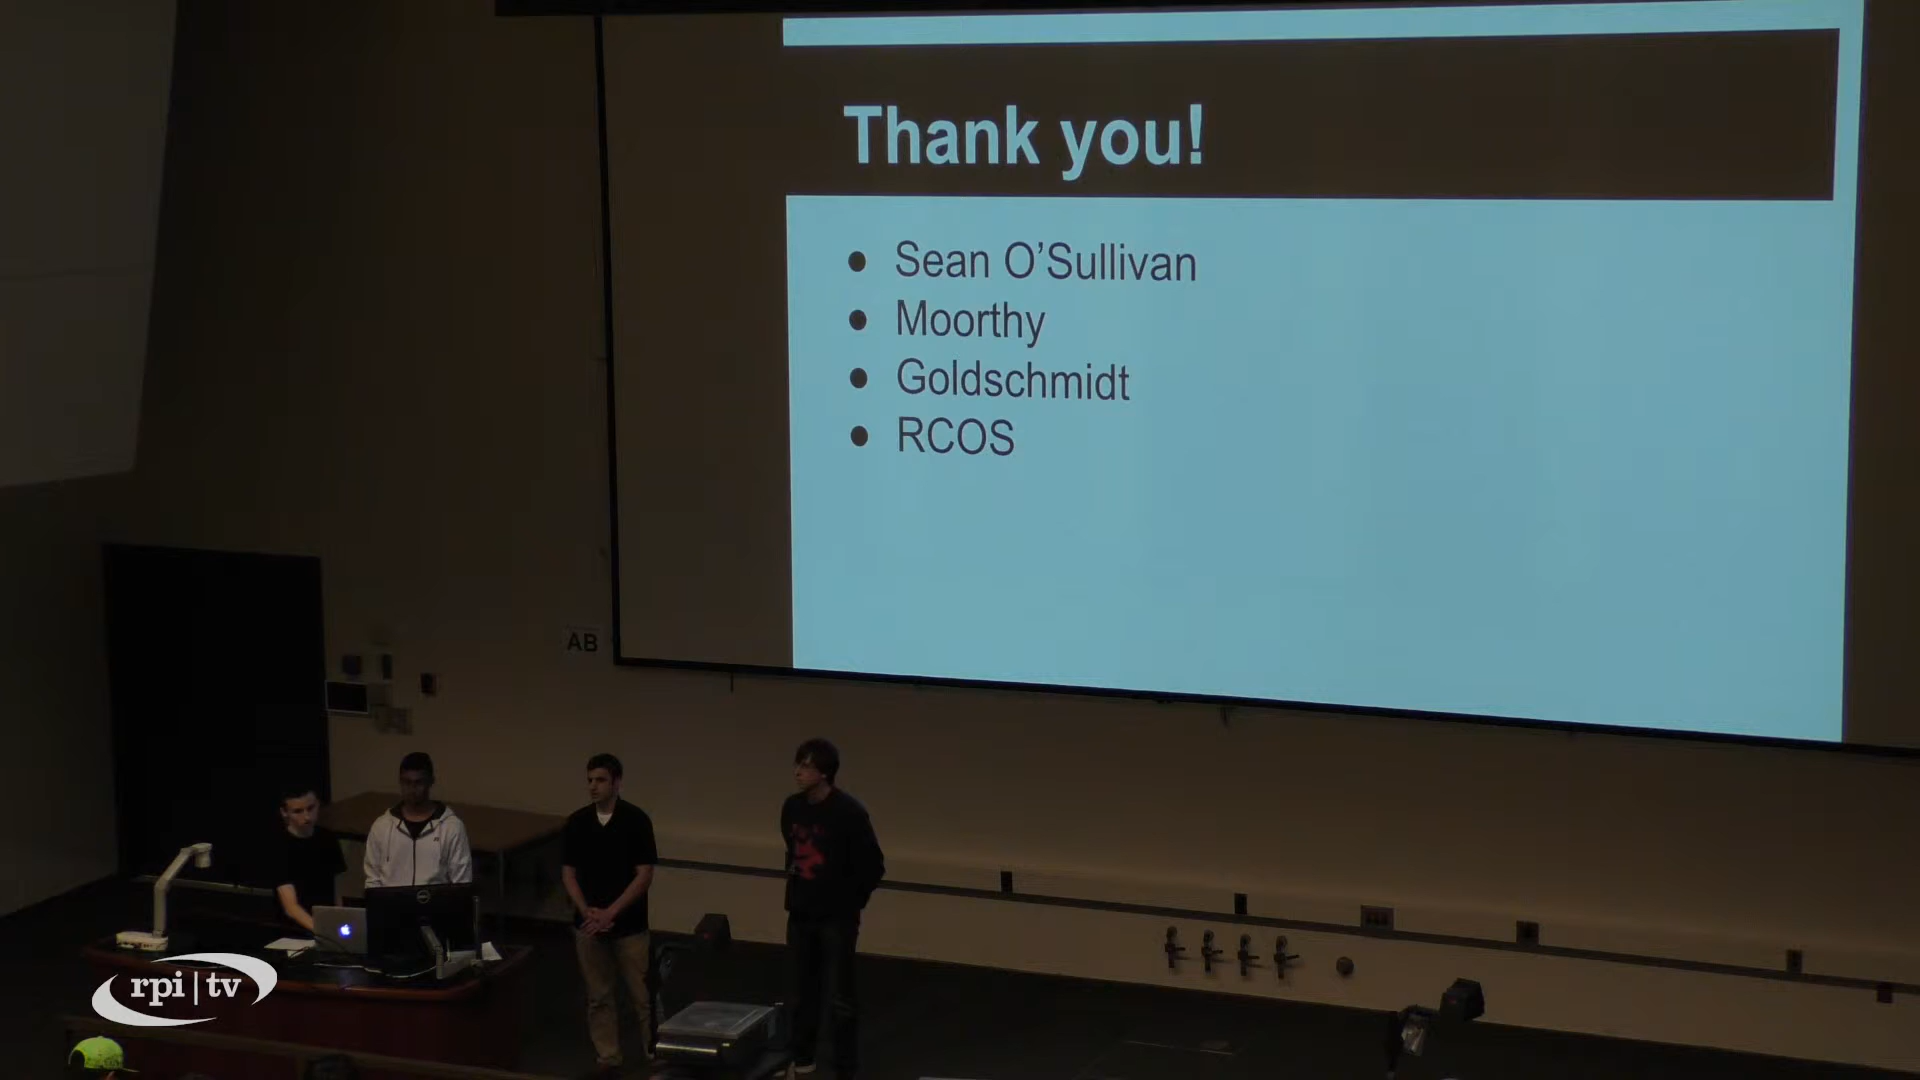 Thank you!
● Sean O'Sullivan
● Moorthy
● Goldschmidt
● RCOS
AB
rpi|tv